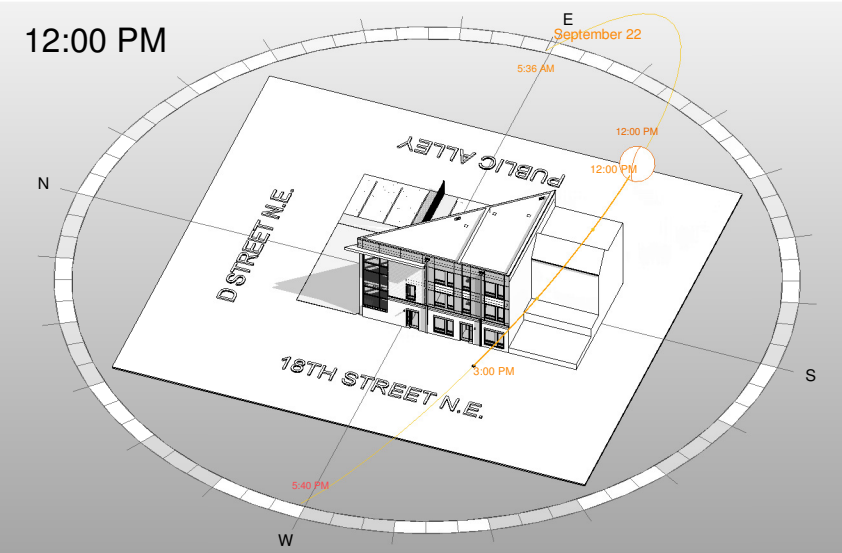 12:00 PM
E
September 22
5:36 AM
12:00 PM
12:00 PM
PUBLIC ALLEY
N
D STREET N.E.
18TH STREET N.E.
3:00 PM
S
5:40 PM
W